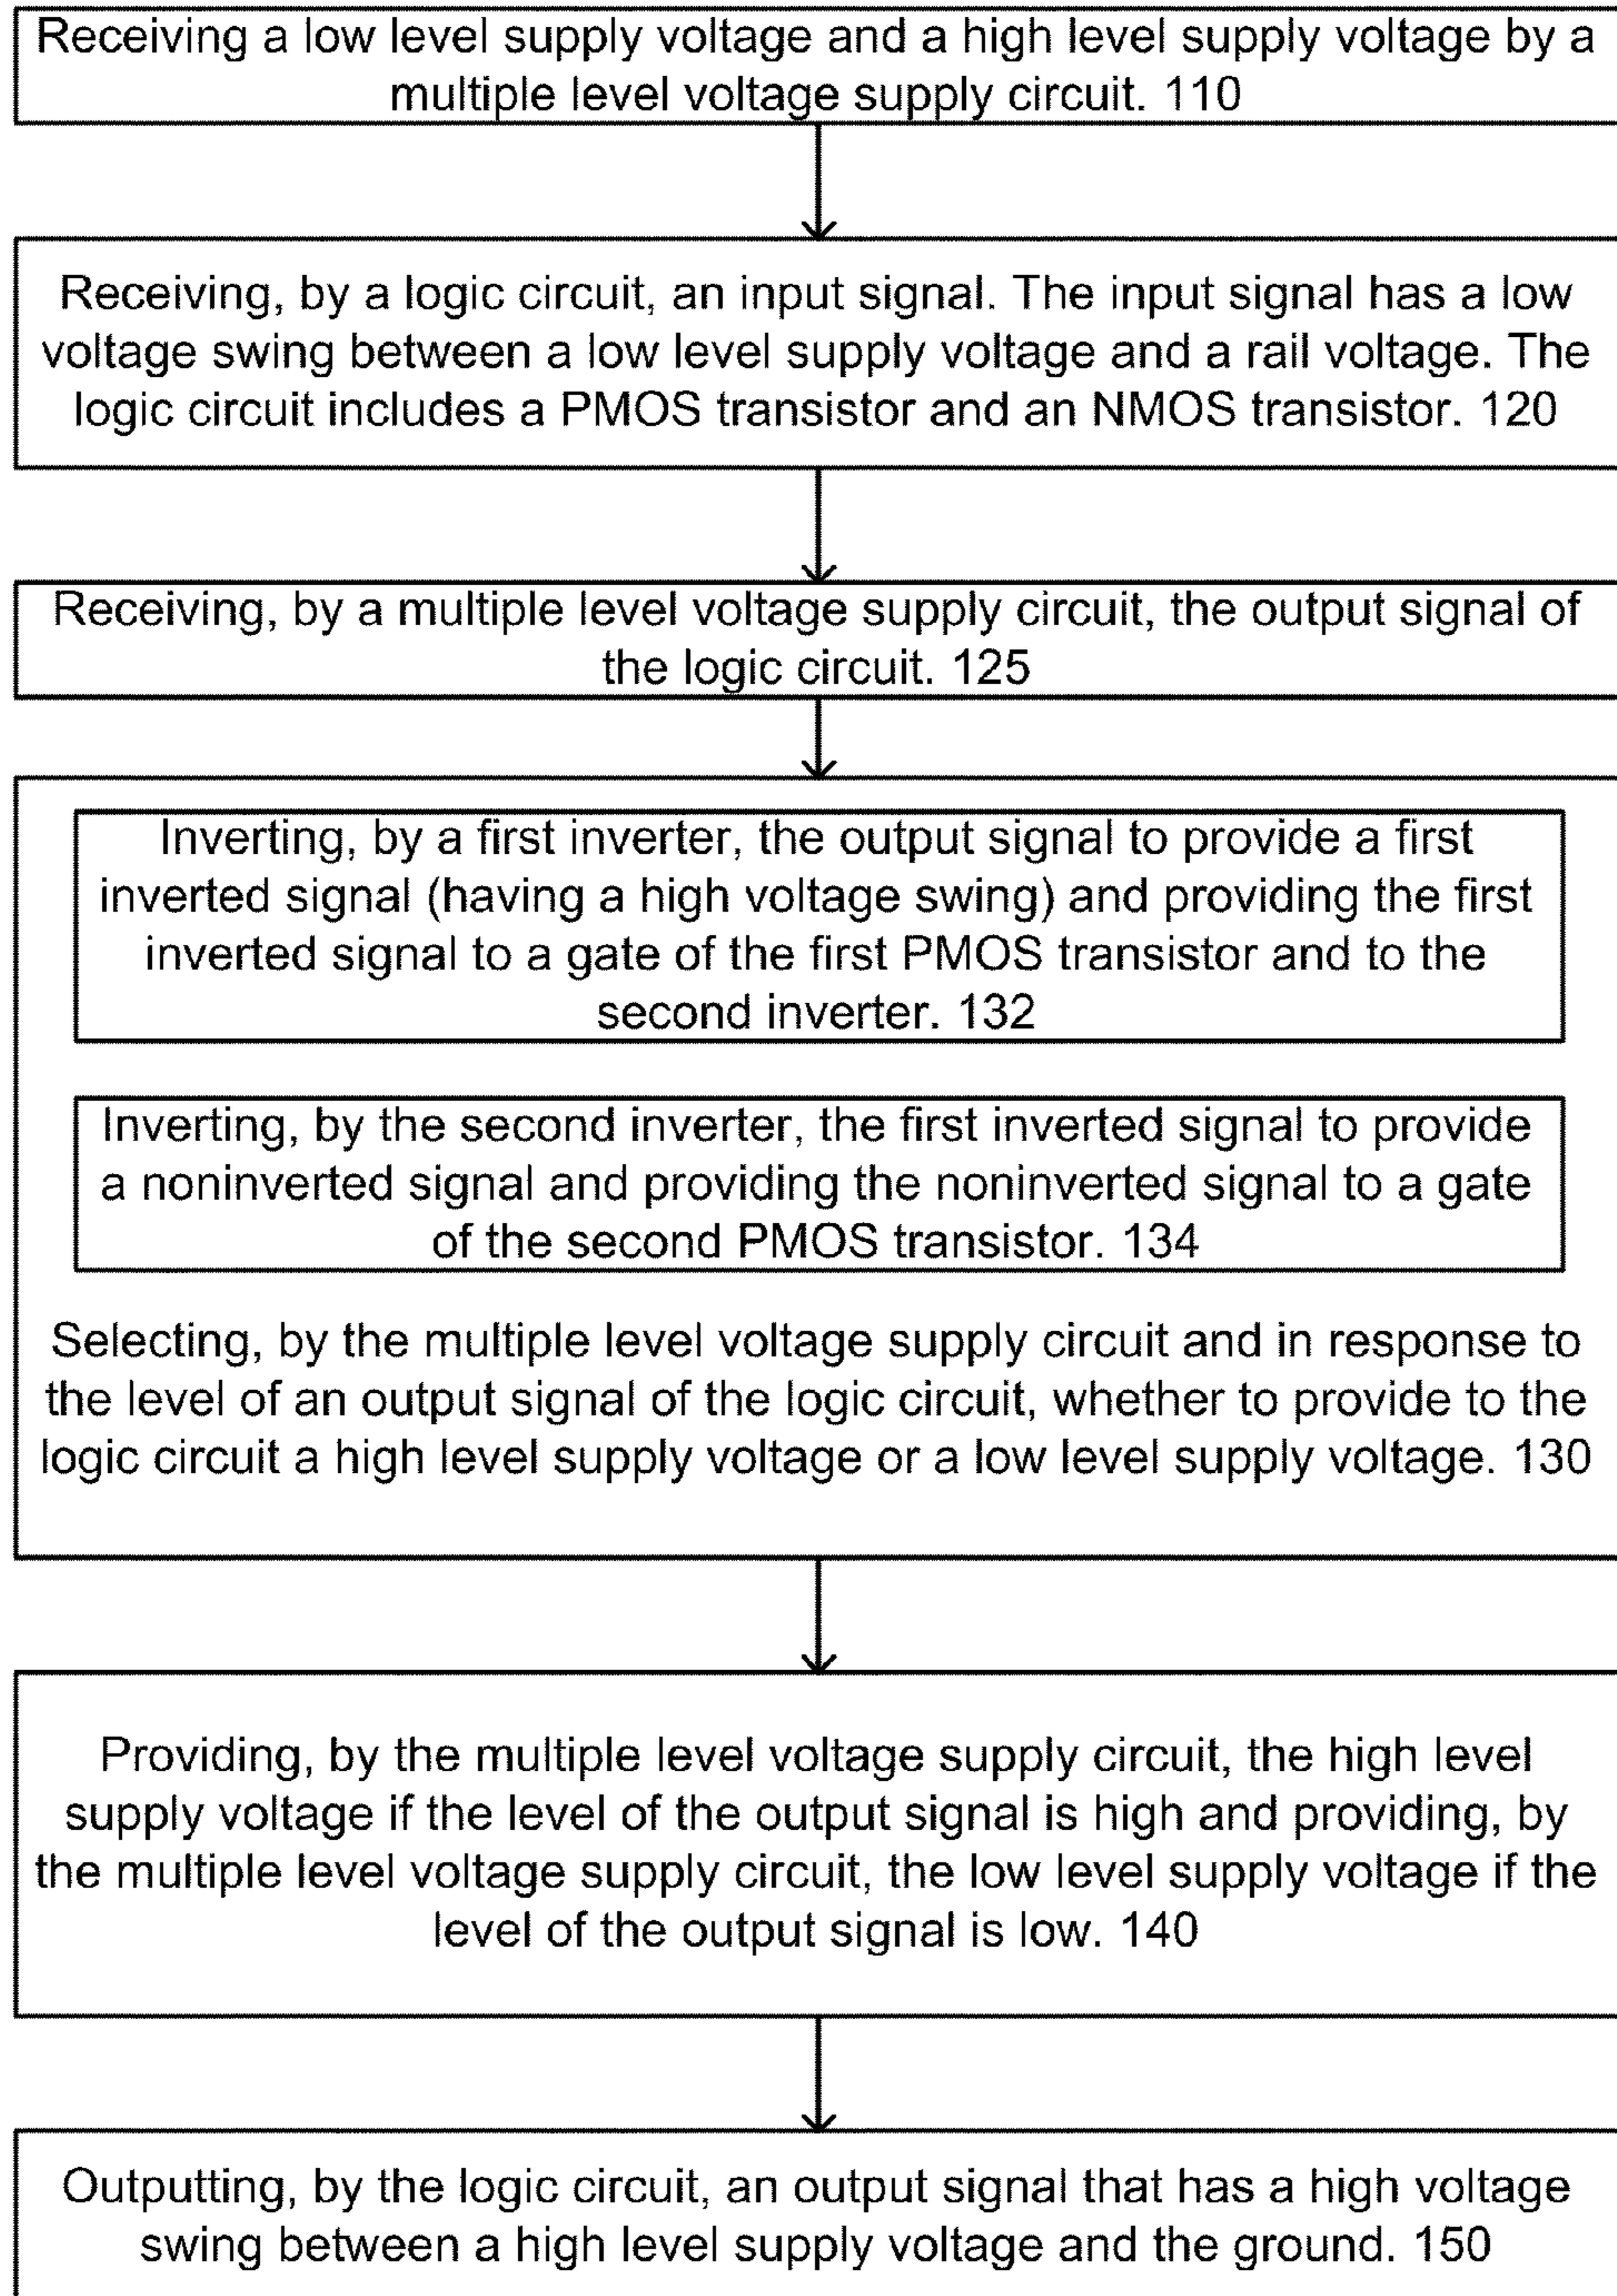 Receiving a low level supply voltage and a high level supply voltage by a
multiple level voltage supply circuit. 110
Receiving, by a logic circuit, an input signal. The input signal has a low
voltage swing between a low level supply voltage and a rail voltage. The
logic circuit includes a PMOS transistor and an NMOS transistor. 120
Receiving, by a multiple level voltage supply circuit, the output signal of
the logic circuit. 125
Inverting, by a first inverter, the output signal to provide a first
inverted signal (having a high voltage swing) and providing the first
inverted signal to a gate of the first PMOS transistor and to the
second inverter. 132
Inverting, by the second inverter, the first inverted signal to provide
a noninverted signal and providing the noninverted signal to a gate
of the second PMOS transistor. 134
Selecting, by the multiple level voltage supply circuit and in response to
the level of an output signal of the logic circuit, whether to provide to the
logic circuit a high level supply voltage or a low level supply voltage. 130
Providing, by the multiple level voltage supply circuit, the high level
supply voltage if the level of the output signal is high and providing, by
the multiple level voltage supply circuit, the low level supply voltage if the
level of the output signal is low. 140
Outputting, by the logic circuit, an output signal that has a high voltage
swing between a high level supply voltage and the ground. 150